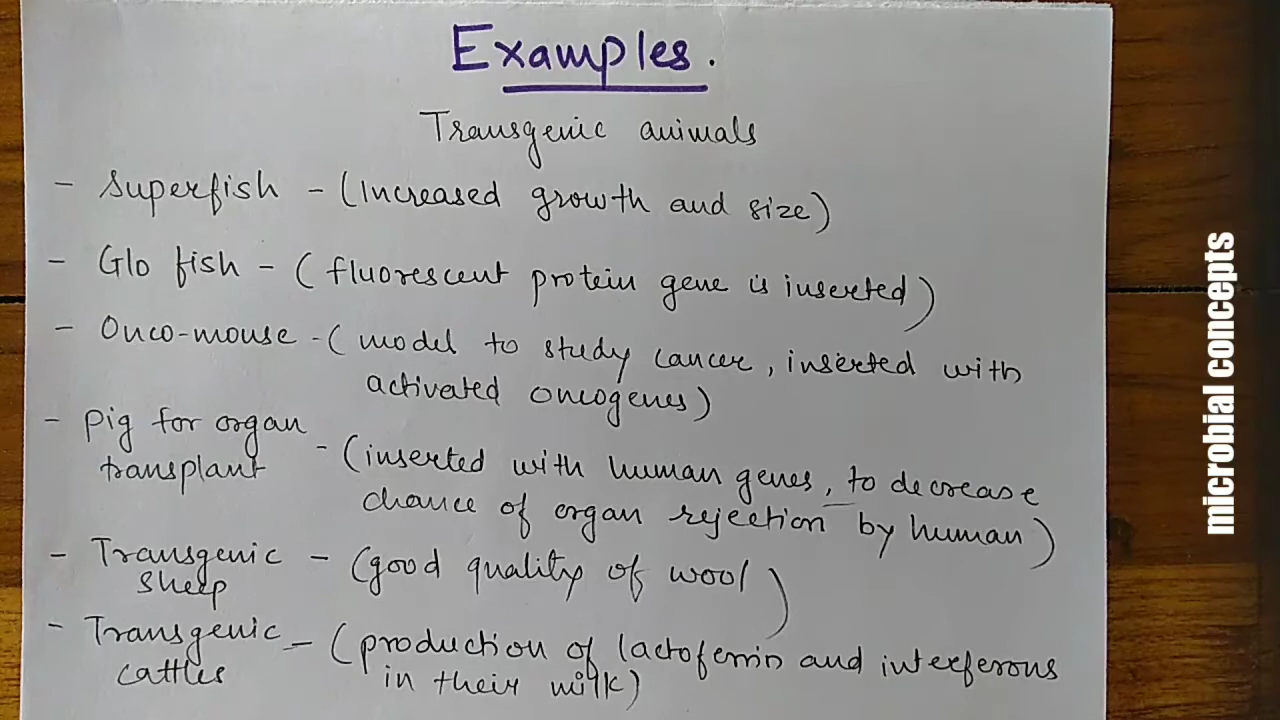 Examples.
Transgenic animals
- Superfish - (Increased growth and size)
- Glo fish - ( fluorescent protein gene is inserted)
- Onco-mouse - ( model to study cancer, inserted with
activated oncogenes)
- Pig for organ
transplant - (inserted with human genes, to decrease
chance of organ rejection by human)
- Transgenic
sheep - (good quality of wool)
- Transgenic
cattles - (production of lactoferrin and interferons
in their milk)
microbial concepts